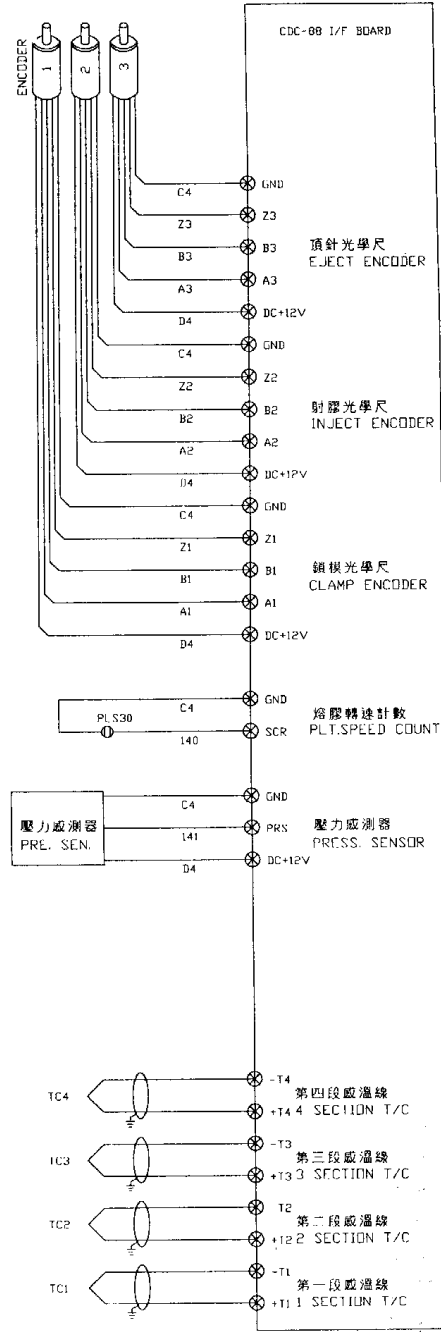 CDC-88 I/F BOARD
ENCODER
1
2
3
C4
GND
Z3
Z3
B3
B3
頂針光學尺
EJECT ENCODER
A3
A3
D4
DC+12V
C4
GND
Z2
Z2
B2
B2
射膠光學尺
INJECT ENCODER
A2
A2
D4
DC+12V
C4
GND
Z1
Z1
B1
B1
鎖模光學尺
CLAMP ENCODER
A1
A1
D4
DC+12V
C4
GND
熔膠轉速計數
PLT.SPEED COUNT
PLS30
140
SCR
壓力感測器
PRE. SEN.
C4
GND
141
PRS
壓力感測器
PRESS. SENSOR
D4
DC+12V
TC4
-T4
第四段感溫線
+T4 4 SECTION T/C
TC3
-T3
第三段感溫線
+T3 3 SECTION T/C
TC2
T2
第二段感溫線
+T2 2 SECTION T/C
TC1
-T1
第一段感溫線
+T1 1 SECTION T/C